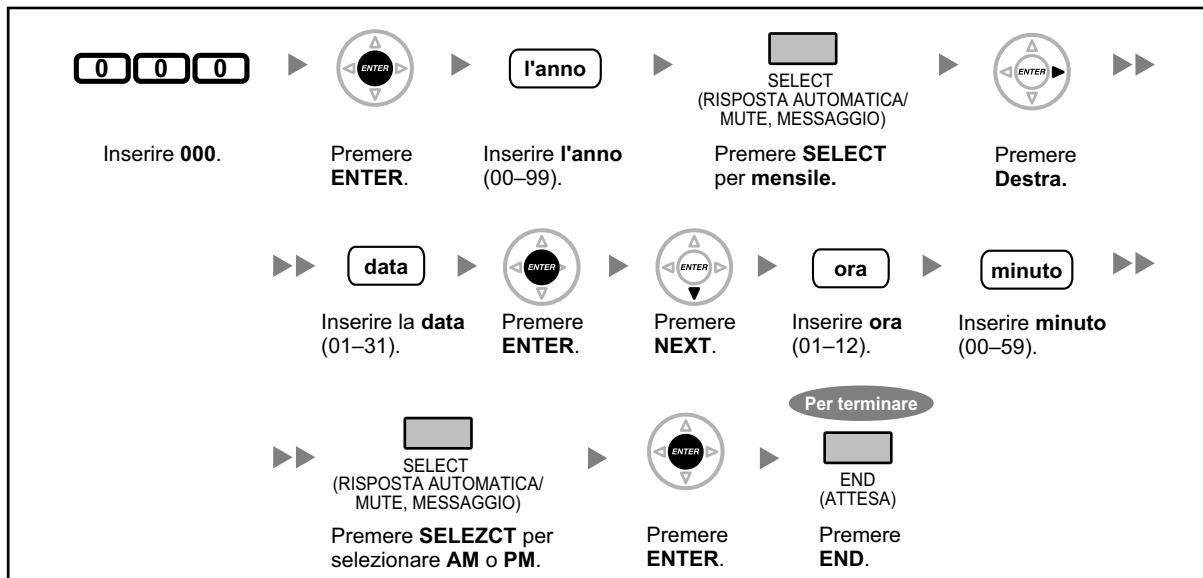 0 0 0
ENTER
l'anno
SELECT
(RISPOSTA AUTOMATICA/
MUTE, MESSAGGIO)
ENTER
Inserire 000.
Premere
ENTER.
Inserire l'anno
(00–99).
Premere SELECT
per mensile.
Premere
Destra.
data
ENTER
ENTER
ora
minuto
Inserire la data
(01–31).
Premere
ENTER.
Premere
NEXT.
Inserire ora
(01–12).
Inserire minuto
(00–59).
SELECT
(RISPOSTA AUTOMATICA/
MUTE, MESSAGGIO)
ENTER
Per terminare
END
(ATTESA)
Premere SELEZCT per
selezionare AM o PM.
Premere
ENTER.
Premere
END.